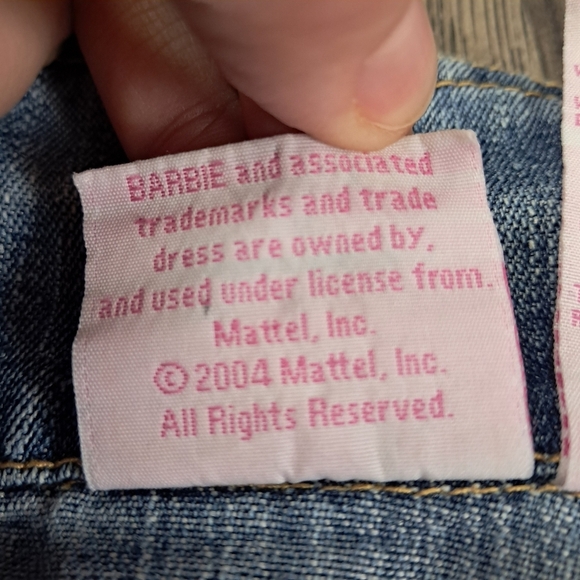 BARBIE and associated
trademarks and trade
dress are owned by,
and used under license from.
Mattel, Inc.
© 2004 Mattel, Inc.
All Rights Reserved.